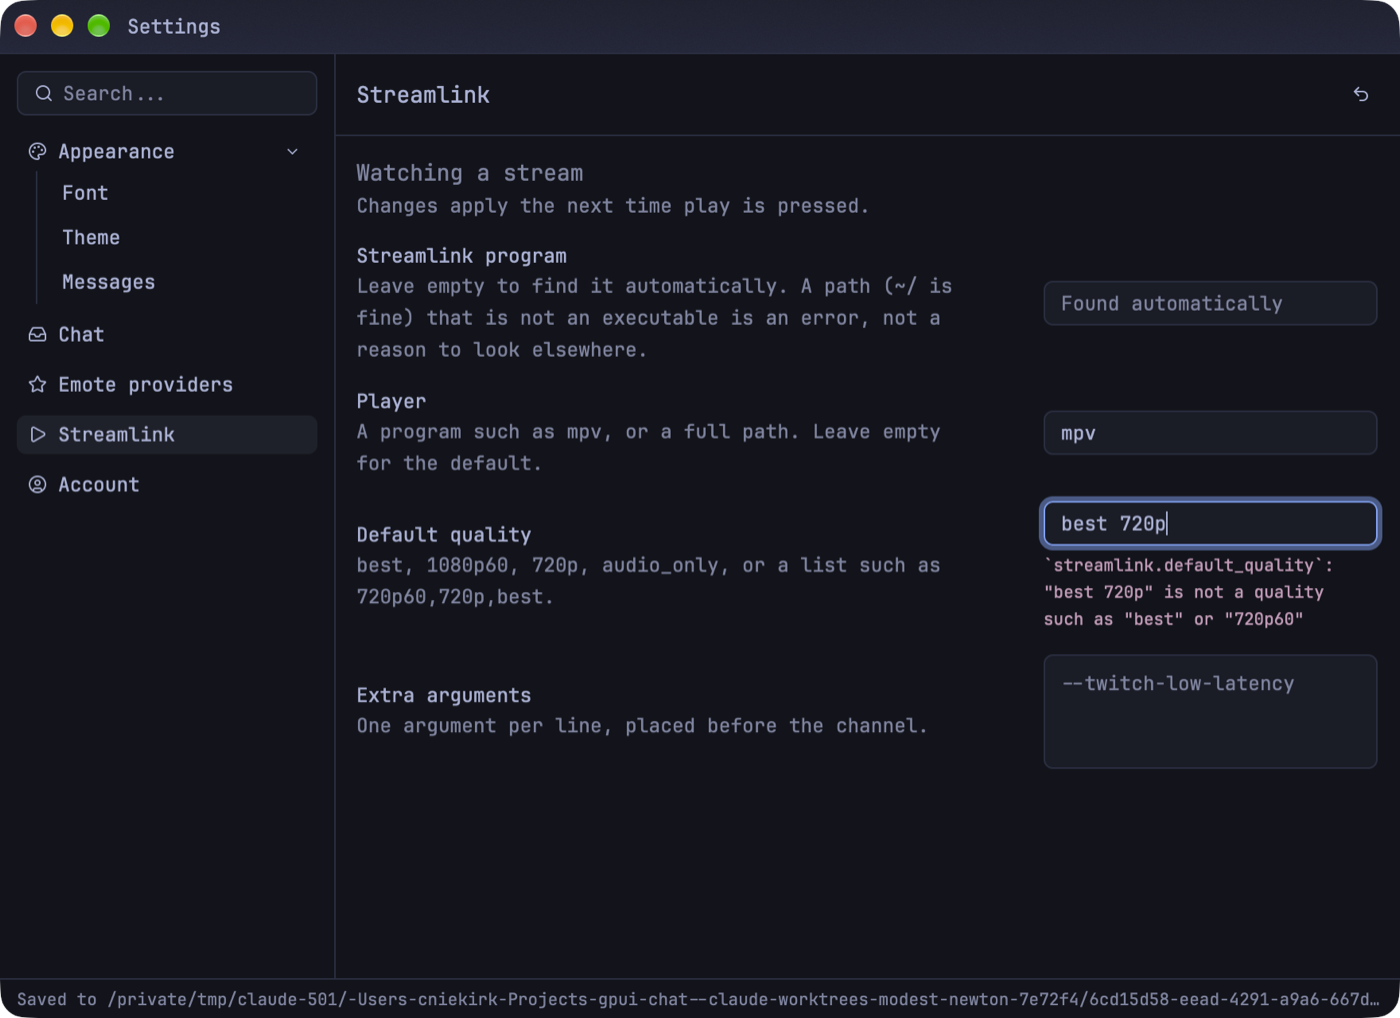 Settings
Search...
Appearance
Font
Theme
Messages
Chat
Emote providers
Streamlink
Account
Streamlink
Watching a stream
Changes apply the next time play is pressed.
Streamlink program
Leave empty to find it automatically. A path (~/ is
fine) that is not an executable is an error, not a
reason to look elsewhere.
Found automatically
Player
A program such as mpv, or a full path. Leave empty
for the default.
mpv
Default quality
best, 1080p60, 720p, audio_only, or a list such as
720p60,720p,best.
best 720p
`streamlink.default_quality`:
"best 720p" is not a quality
such as "best" or "720p60"
Extra arguments
One argument per line, placed before the channel.
--twitch-low-latency
Saved to /private/tmp/claude-501/-Users-cniekirk-Projects-gpui-chat--claude-worktrees-modest-newton-7e72f4/6cd15d58-eead-4291-a9a6-667d…